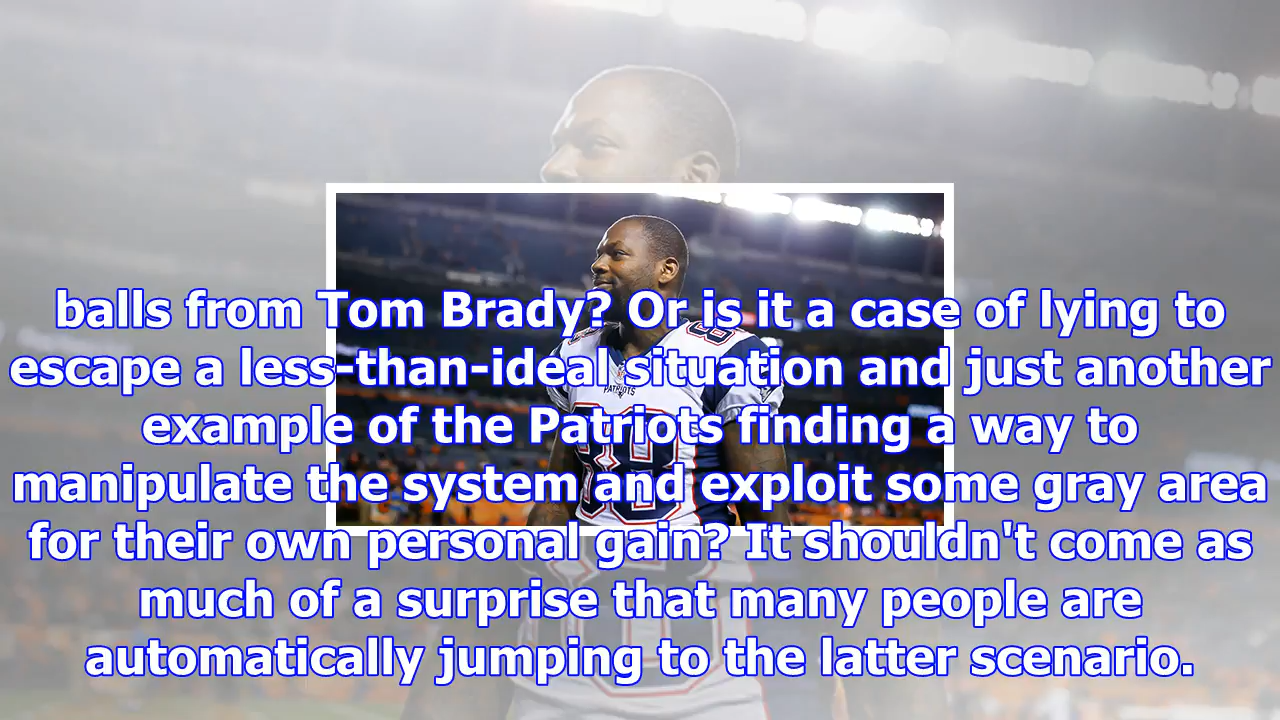 balls from Tom Brady? Or is it a case of lying to
escape a less-than-ideal situation and just another
example of the Patriots finding a way to
manipulate the system and exploit some gray area
for their own personal gain? It shouldn't come as
much of a surprise that many people are
automatically jumping to the latter scenario.
PATRIOTS
88